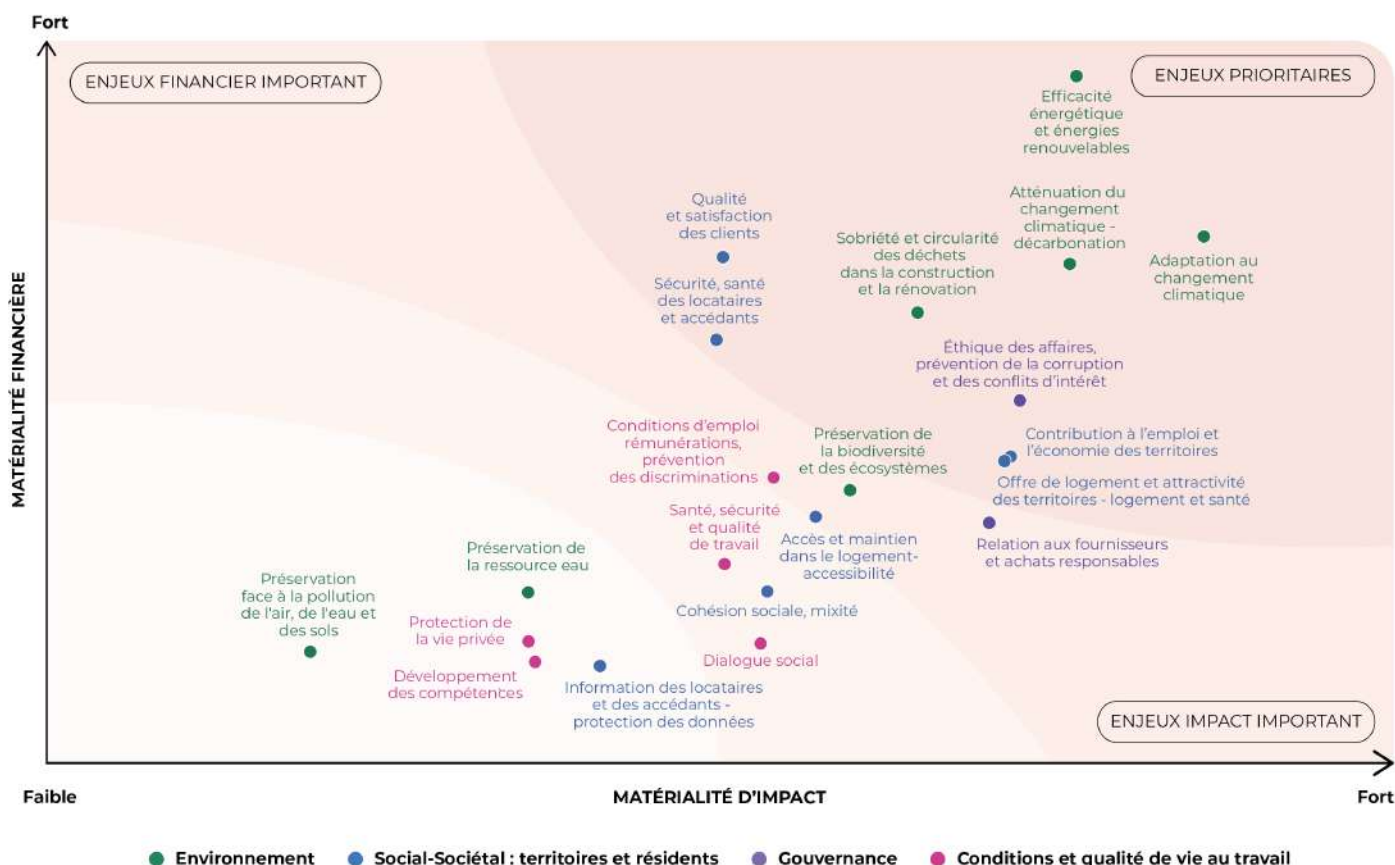 Fort
ENJEUX FINANCIER IMPORTANT
ENJEUX PRIORITAIRES
Efficacité
énergétique
et énergies
renouvelables
Qualité
et satisfaction
des clients
Atténuation du
changement
climatique -
décarbonation
Sobriété et circularité
des déchets
dans la construction
et la rénovation
Adaptation au
changement
climatique
Sécurité, santé
des locataires
et accédants
Éthique des affaires,
prévention de la corruption
et des conflits d'intérêt
MATÉRIALITÉ FINANCIÈRE
Conditions d'emploi
rémunérations,
prévention
des discriminations
Préservation de
la biodiversité
et des écosystèmes
Contribution à l'emploi et
l'économie des territoires
Offre de logement et attractivité
des territoires - logement et santé
Santé, sécurité
et qualité
de travail
Accès et maintien
dans le logement-
accessibilité
Relation aux fournisseurs
et achats responsables
Préservation de
la ressource eau
Préservation
face à la pollution
de l'air, de l'eau et
des sols
Cohésion sociale, mixité
Protection de
la vie privée
Dialogue social
Développement
des compétences
Information des locataires
et des accédants -
protection des données
ENJEUX IMPACT IMPORTANT
Faible
MATÉRIALITÉ D'IMPACT
Fort
Environnement
Social-Sociétal : territoires et résidents
Gouvernance
Conditions et qualité de vie au travail